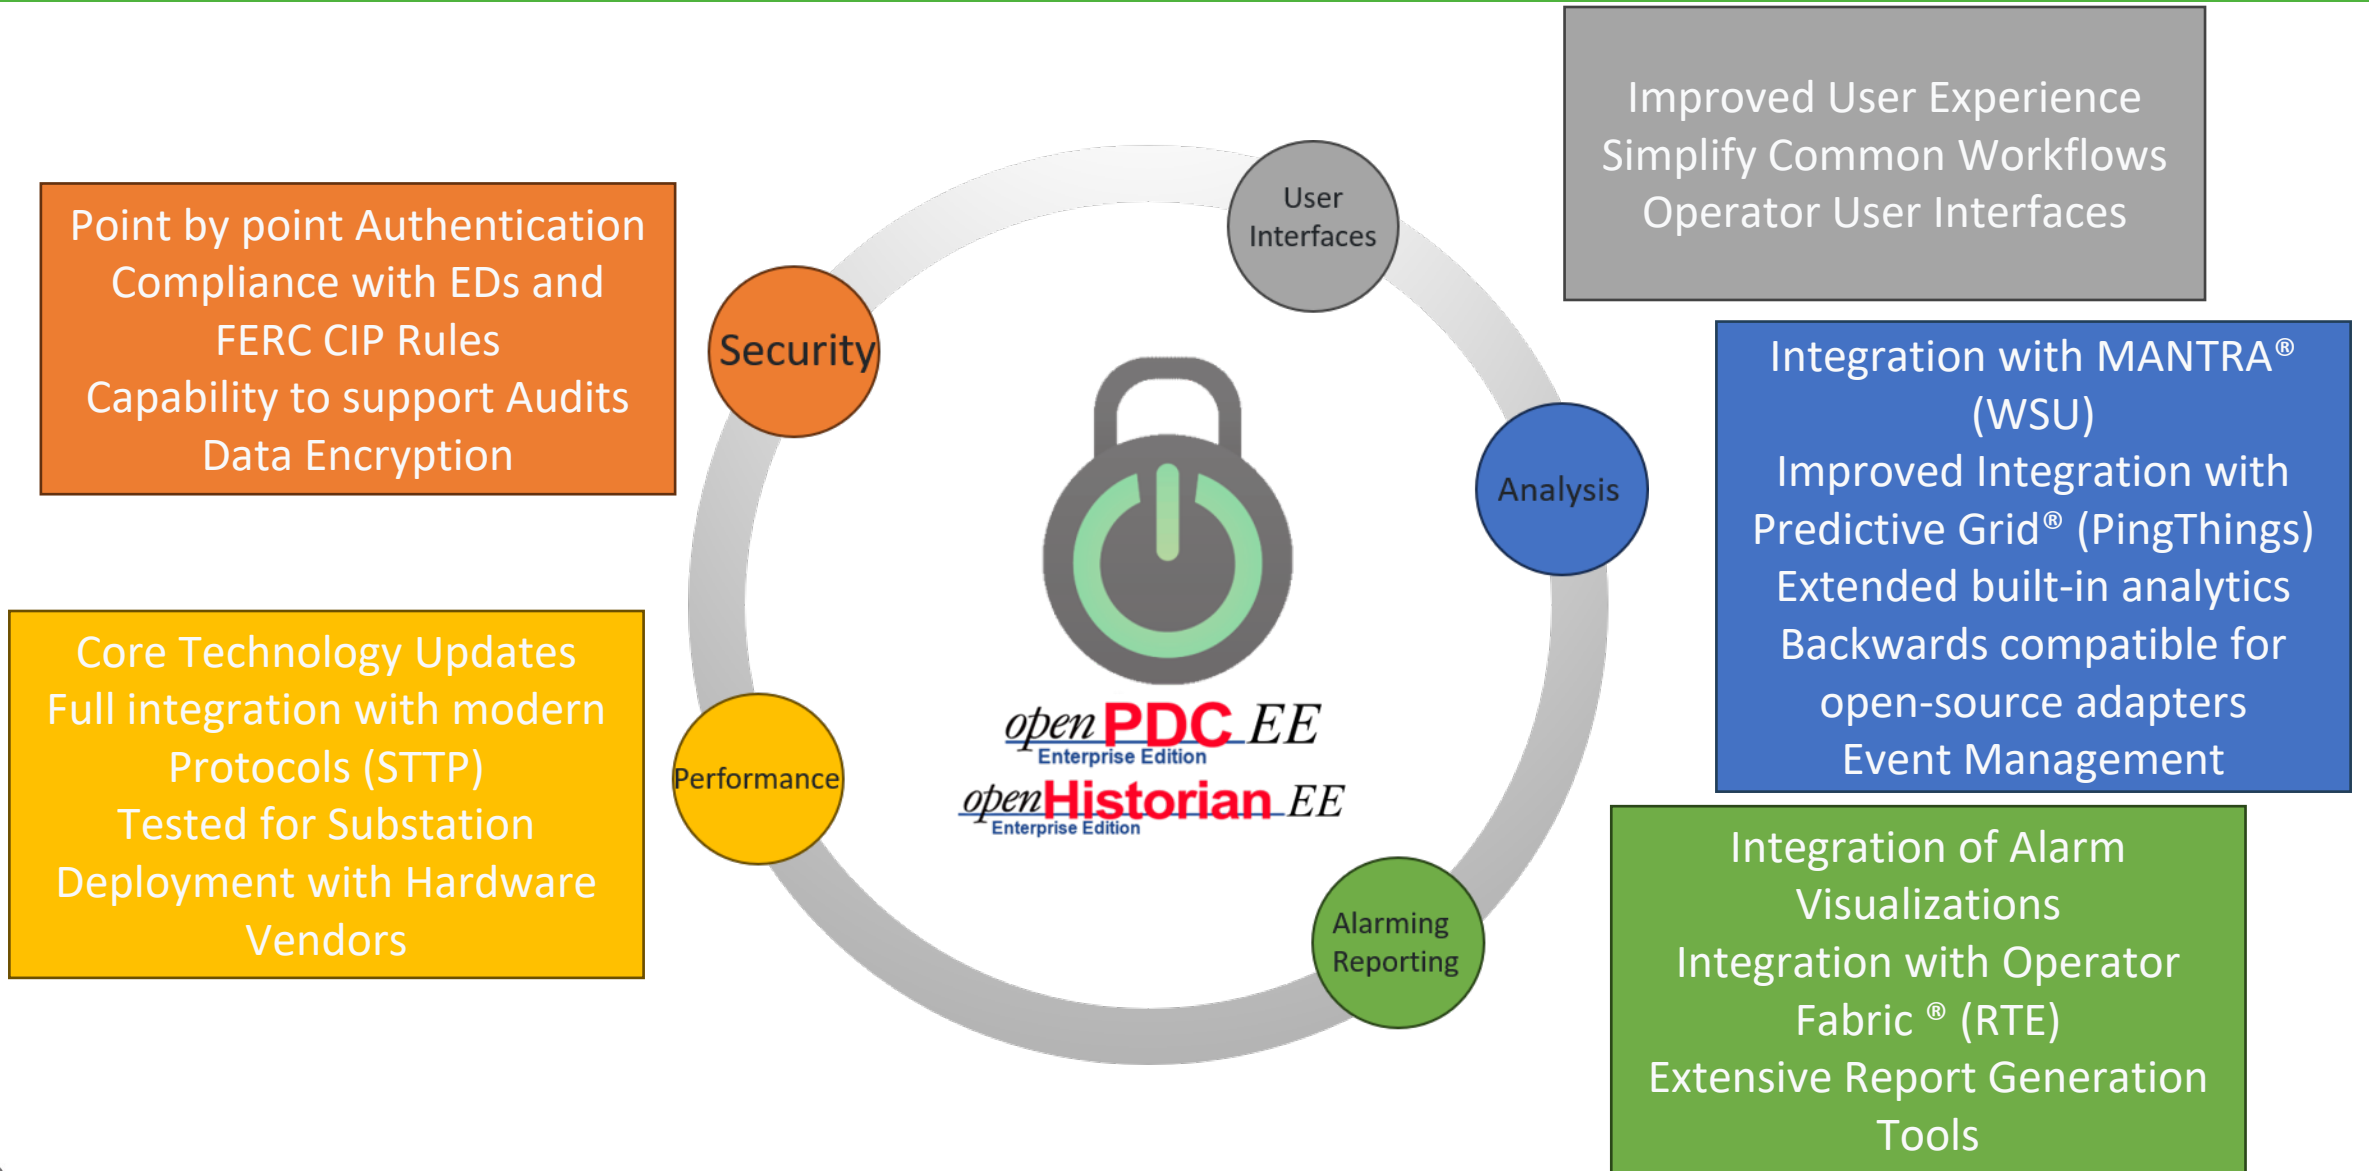 Improved User Experience
Simplify Common Workflows
Operator User Interfaces
User
Interfaces
Point by point Authentication
Compliance with EDs and
FERC CIP Rules
Capability to support Audits
Data Encryption
Security
Integration with MANTRA®
(WSU)
Improved Integration with
Predictive Grid® (PingThings)
Extended built-in analytics
Backwards compatible for
open-source adapters
Event Management
Analysis
Core Technology Updates
Full integration with modern
Protocols (STTP)
Tested for Substation
Deployment with Hardware
Vendors
Performance
open PDC EE
Enterprise Edition
openHistorian EE
Enterprise Edition
Alarming
Reporting
Integration of Alarm
Visualizations
Integration with Operator
Fabric ® (RTE)
Extensive Report Generation
Tools